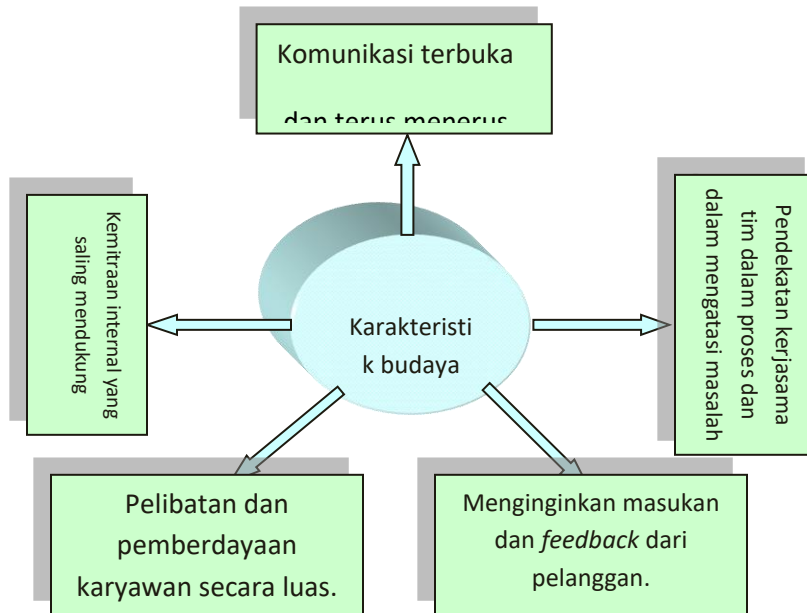 Komunikasi terbuka
dan terus menerus
Kemitraan internal yang
saling mendukung
Pendekatan kerjasama
tim dalam proses dan
dalam mengatasi masalah
Karakteristi
k budaya
Pelibatan dan
pemberdayaan
karyawan secara luas.
Menginginkan masukan
dan feedback dari
pelanggan.